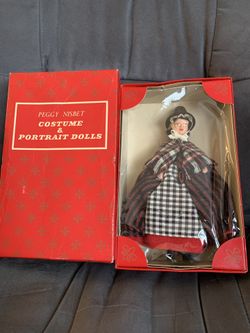 PEGGY NISBET
COSTUME
&
PORTRAIT DOLLS